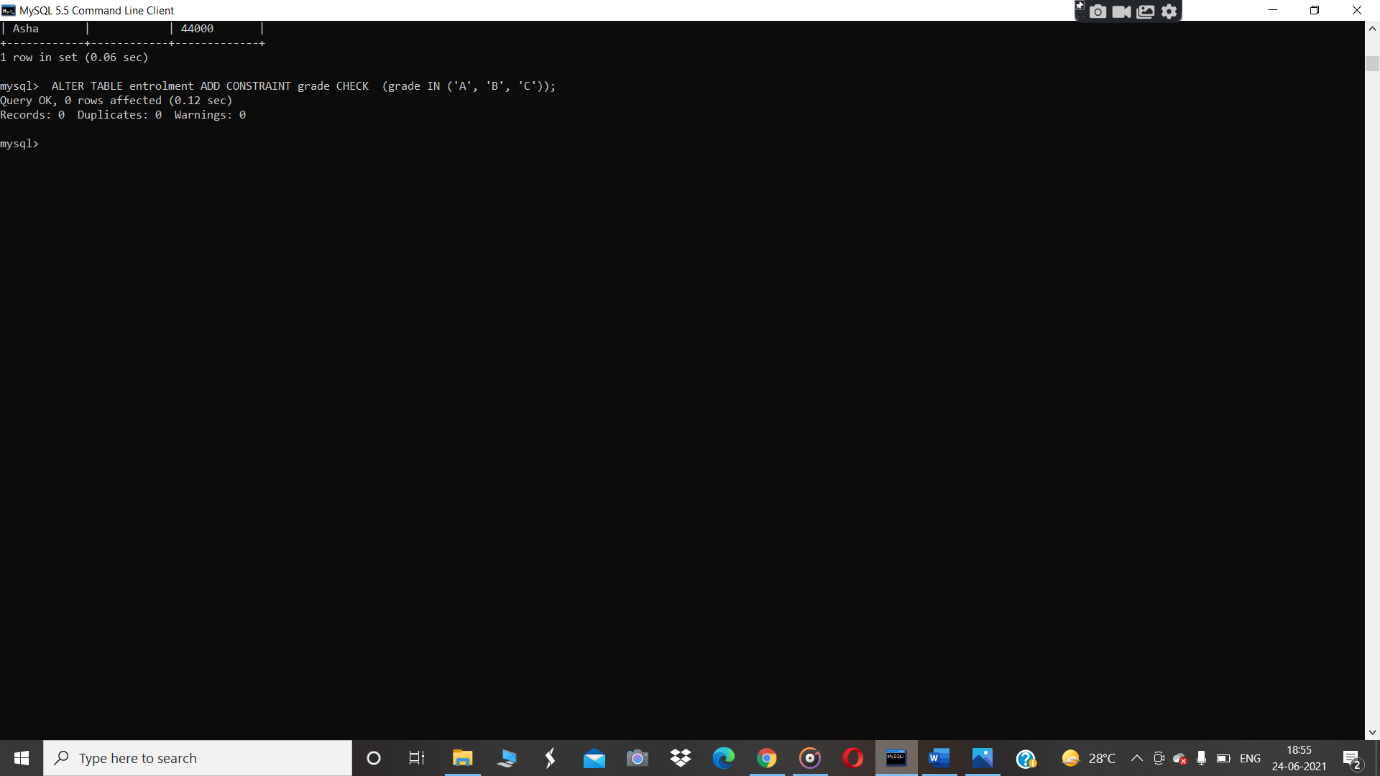 MySQL 5.5 Command Line Client
| Asha       |            | 44000       |
+------------+------------+-------------+
1 row in set (0.06 sec)
mysql>  ALTER TABLE entrolment ADD CONSTRAINT grade CHECK  (grade IN ('A', 'B', 'C'));
Query OK, 0 rows affected (0.12 sec)
Records: 0  Duplicates: 0  Warnings: 0
mysql>
Type here to search
28°C
ENG
18:55
24-06-2021
2